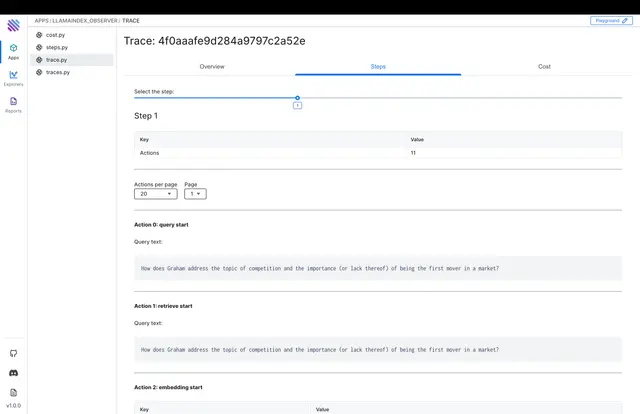 APPS / LLAMAINDEX_OBSERVER / TRACE
Playground
Apps
Explorers
Reports
v1.0.0
cost.py
steps.py
trace.py
traces.py
Trace: 4f0aaafe9d284a9797c2a52e
Overview Steps Cost
Select the step:
1
Step 1
Key Value
Actions 11
Actions per page Page
20 1
Action 0: query start
Query text:
How does Graham address the topic of competition and the importance (or lack thereof) of being the first mover in a market?
Action 1: retrieve start
Query text:
How does Graham address the topic of competition and the importance (or lack thereof) of being the first mover in a market?
Action 2: embedding start
Key Value